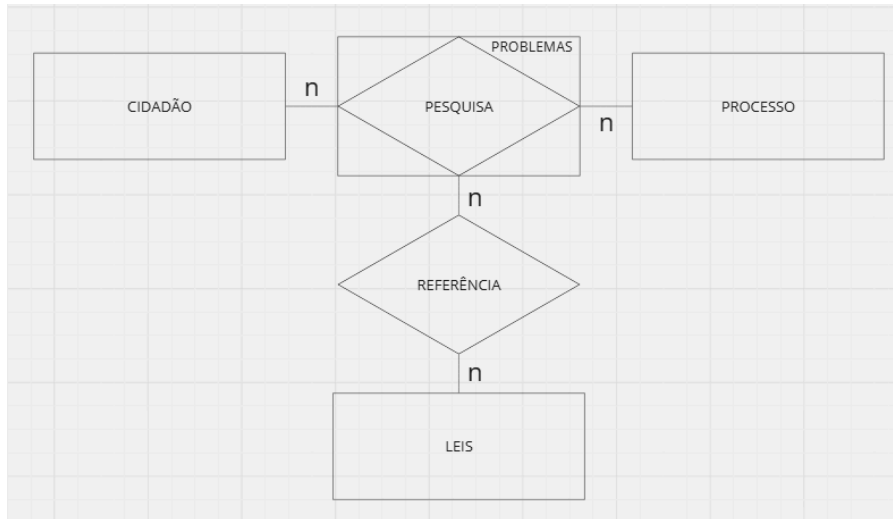 PROBLEMAS
CIDADÃO
n
PESQUISA
n
PROCESSO
n
REFERÊNCIA
n
LEIS